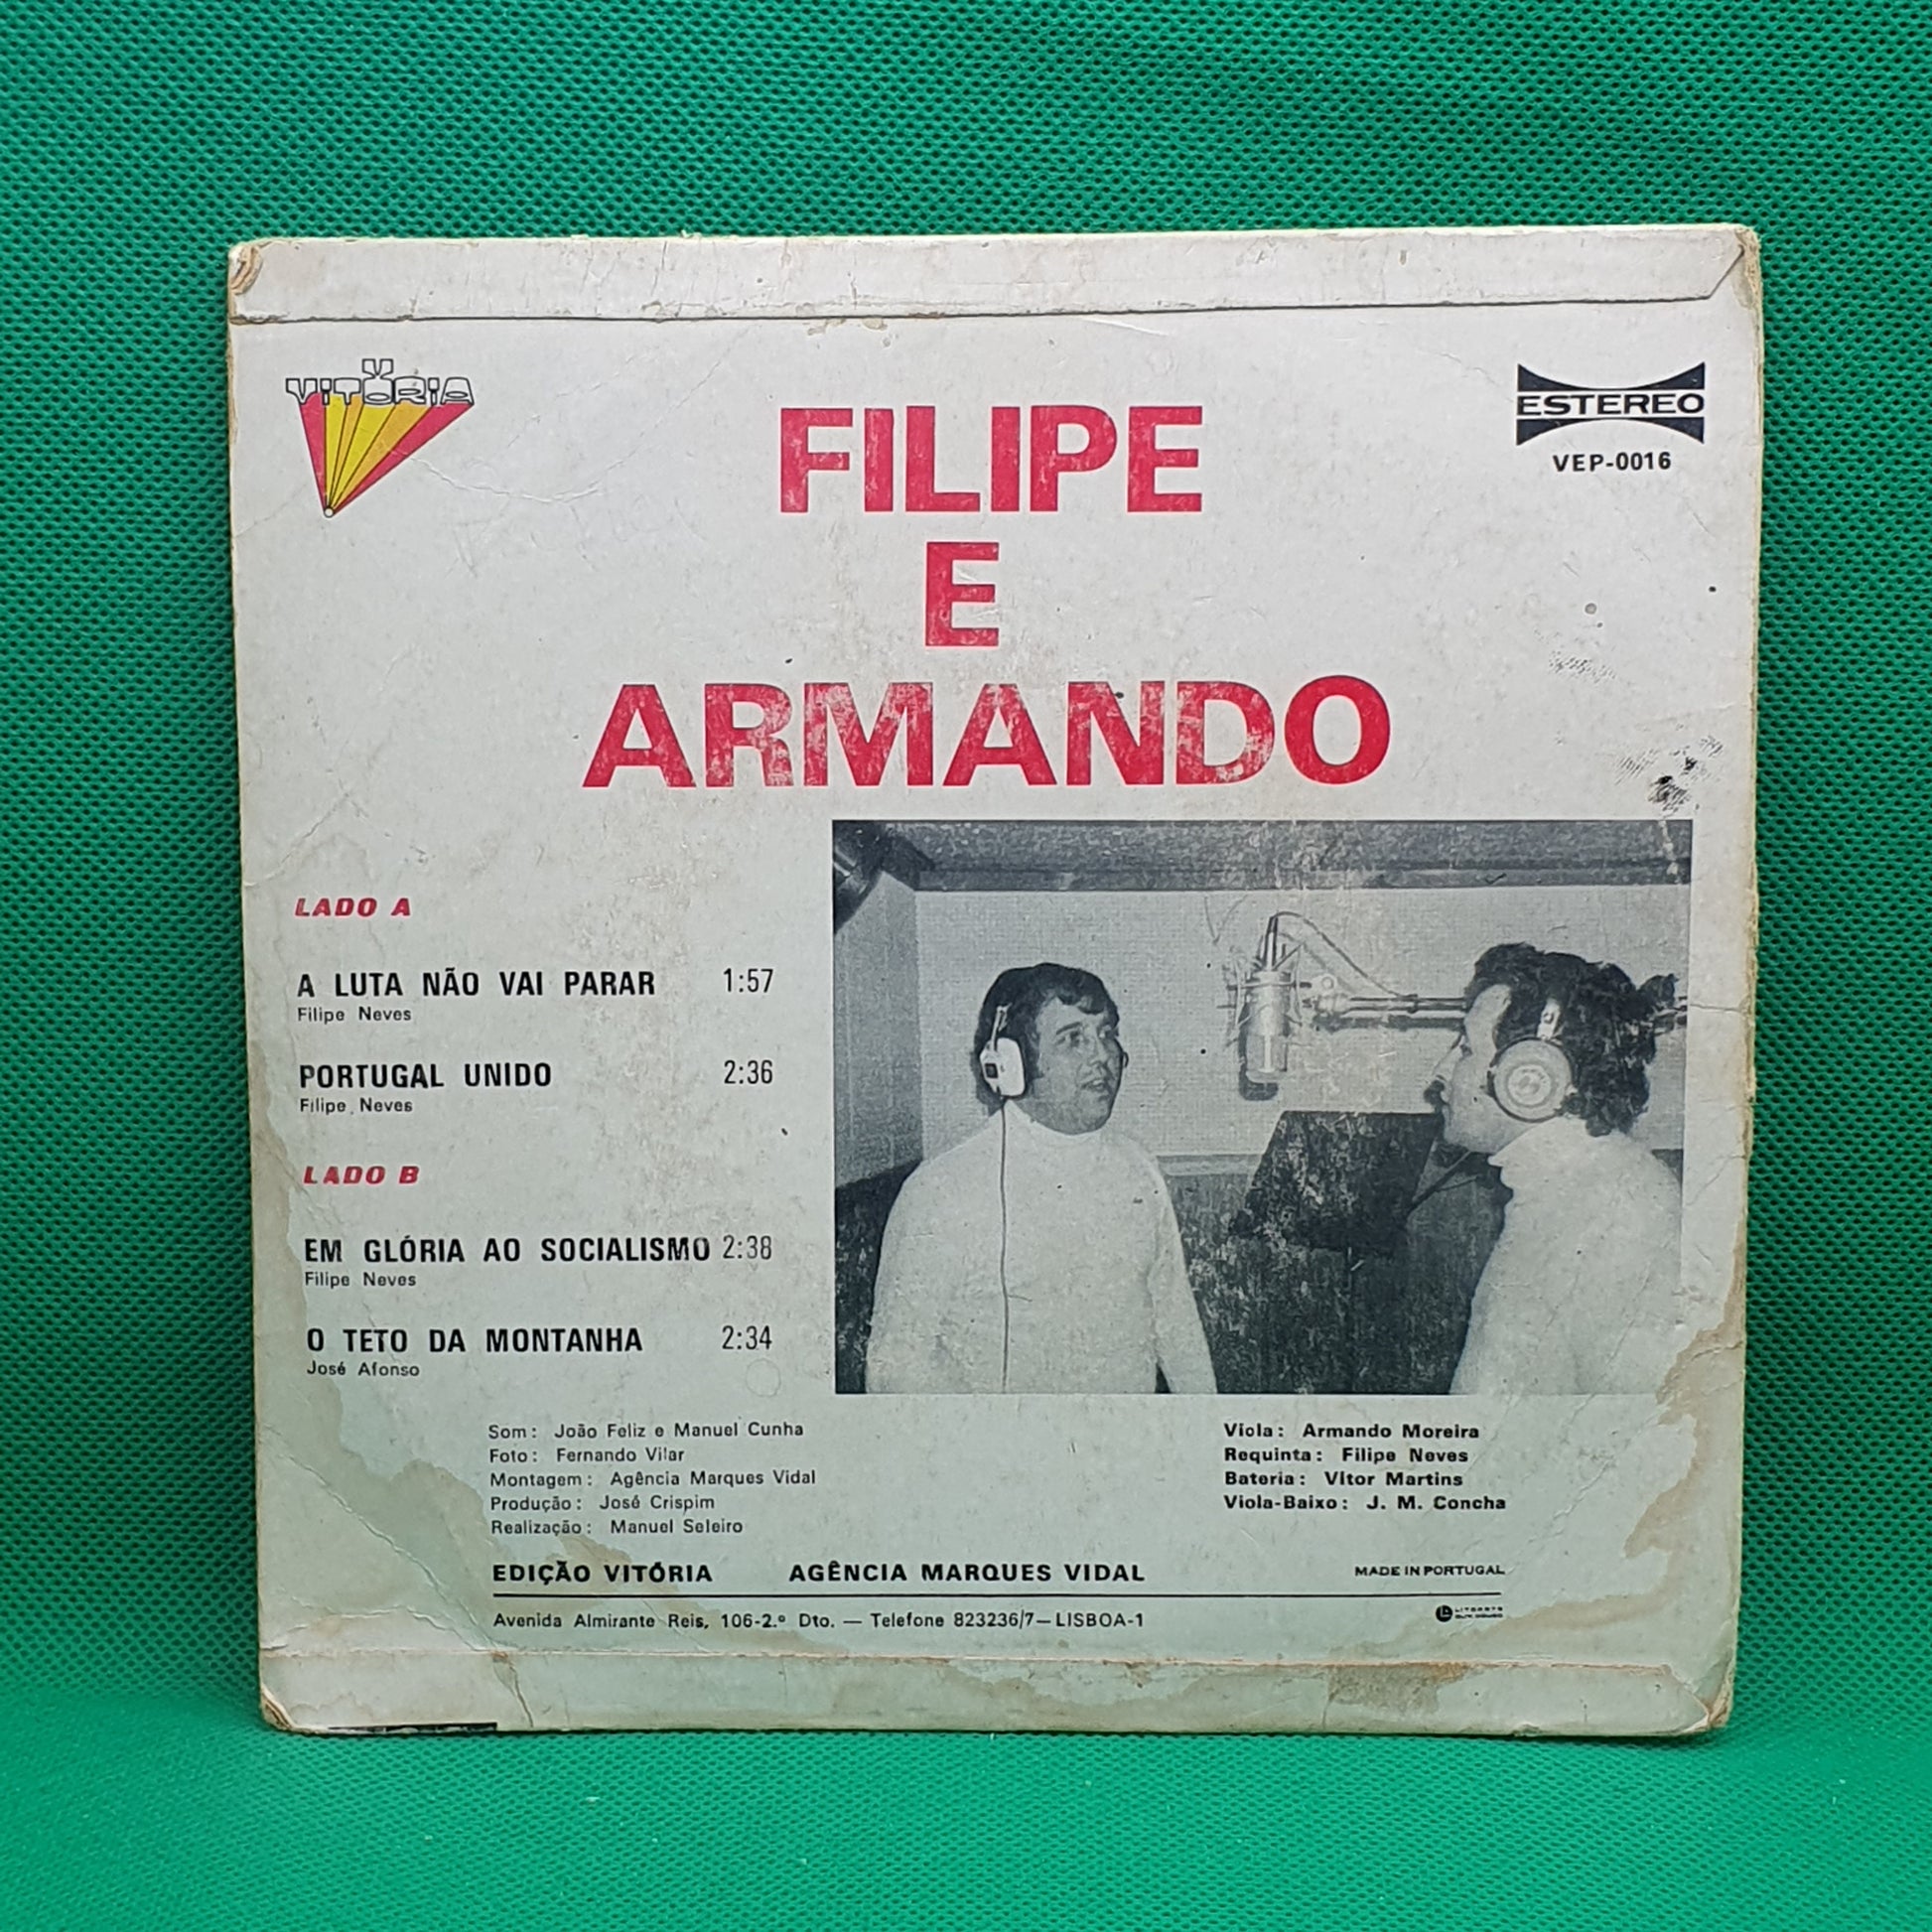 VITÓRIA
ESTEREO
VEP-0016
FILIPE
E
ARMANDO
LADO A
A LUTA NÃO VAI PARAR 1:57
Filipe Neves
PORTUGAL UNIDO 2:36
Filipe Neves
LADO B
EM GLÓRIA AO SOCIALISMO 2:38
Filipe Neves
O TETO DA MONTANHA 2:34
José Afonso
Som: João Feliz e Manuel Cunha
Foto: Fernando Vilar
Montagem: Agência Marques Vidal
Produção: José Crispim
Realização: Manuel Seleiro
Viola: Armando Moreira
Requinta: Filipe Neves
Bateria: Vitor Martins
Viola-Baixo: J. M. Concha
EDIÇÃO VITÓRIA AGÊNCIA MARQUES VIDAL MADE IN PORTUGAL
Avenida Almirante Reis, 106-2.º Dto. — Telefone 823236/7 — LISBOA-1